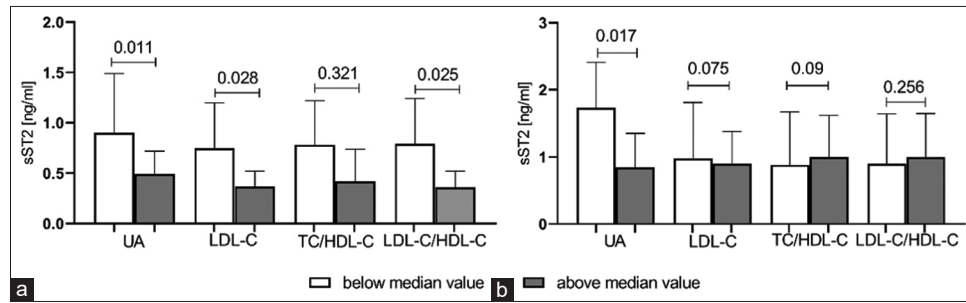 2.0
0.011
0.028
0.321
0.025
1.5
1.0
0.5
0.0
sST2 [ng/ml]
UA
LDL-C
TC/HDL-C
LDL-C/HDL-C
a
3
0.017
0.075
0.09
0.256
2
1
0
sST2 [ng/ml]
UA
LDL-C
TC/HDL-C
LDL-C/HDL-C
b
below median value
above median value